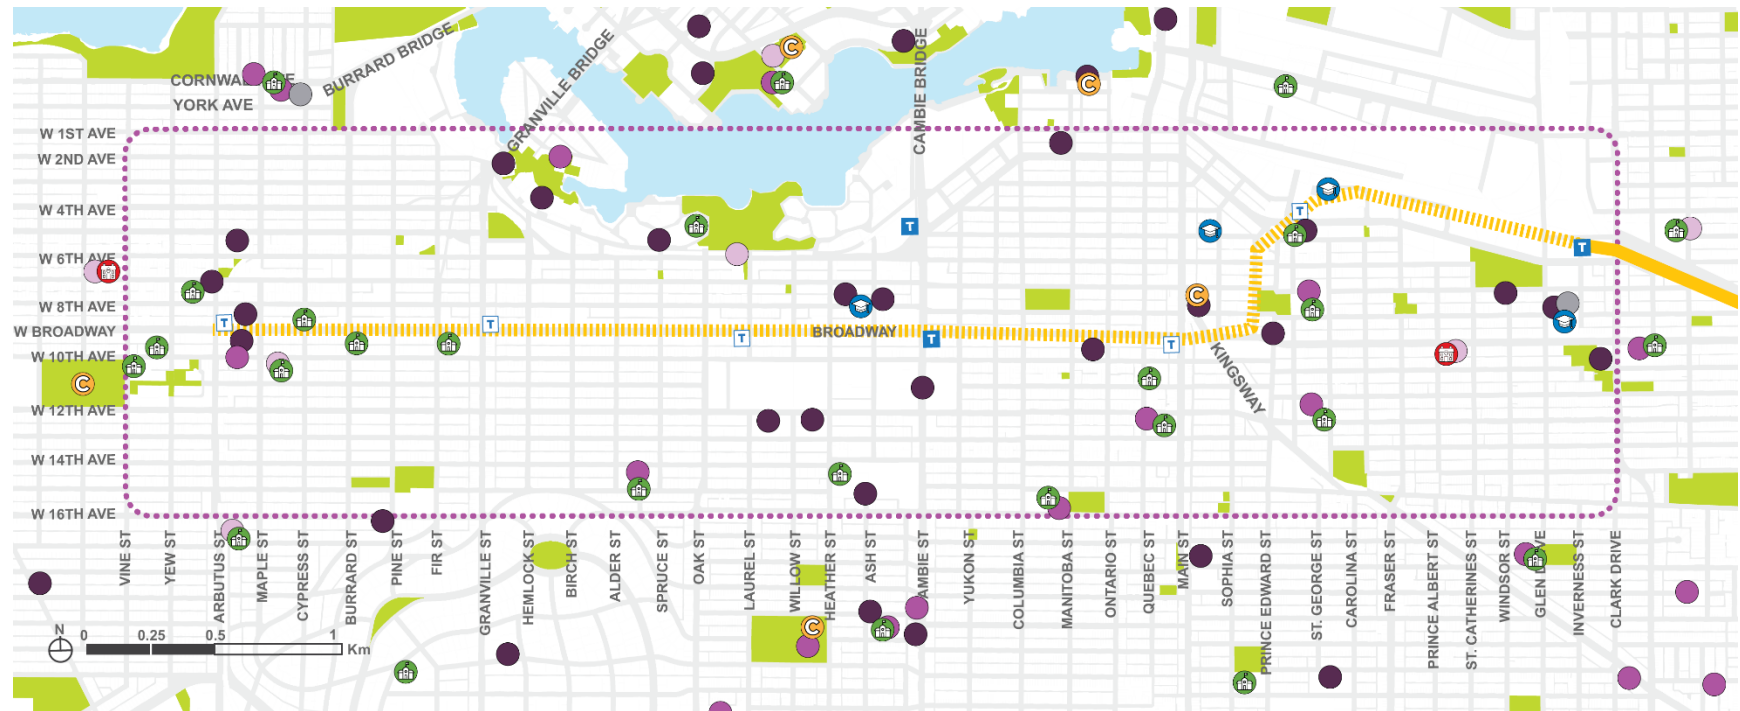 BURRARD BRIDGE
GRANVILLE BRIDGE
CAMBIE BRIDGE
YORK AVE
W 1ST AVE
W 2ND AVE
W 4TH AVE
W 6TH AVE
W 8TH AVE
W BROADWAY
BROADWAY
W 10TH AVE
W 12TH AVE
W 14TH AVE
W 16TH AVE
KINGSWAY
VINE ST
YEW ST
ARBUTUS ST
MAPLE ST
CYPRESS ST
BURRARD ST
PINE ST
FIR ST
GRANVILLE ST
HEMLOCK ST
BIRCH ST
ALDER ST
SPRUCE ST
OAK ST
LAUREL ST
WILLOW ST
HEATHER ST
ASH ST
AMBIE ST
YUKON ST
COLUMBIA ST
MANITOBA ST
ONTARIO ST
QUEBEC ST
MAIN ST
SOPHIA ST
PRINCE EDWARD ST
ST. GEORGE ST
CAROLINA ST
FRASER ST
PRINCE ALBERT ST
ST. CATHERINES ST
WINDSOR ST
INVERNESS ST
CLARK DRIVE
N
0 0.25 0.5 1 Km
C
C
C
C
C
T
T
T
T
T
T
T
T